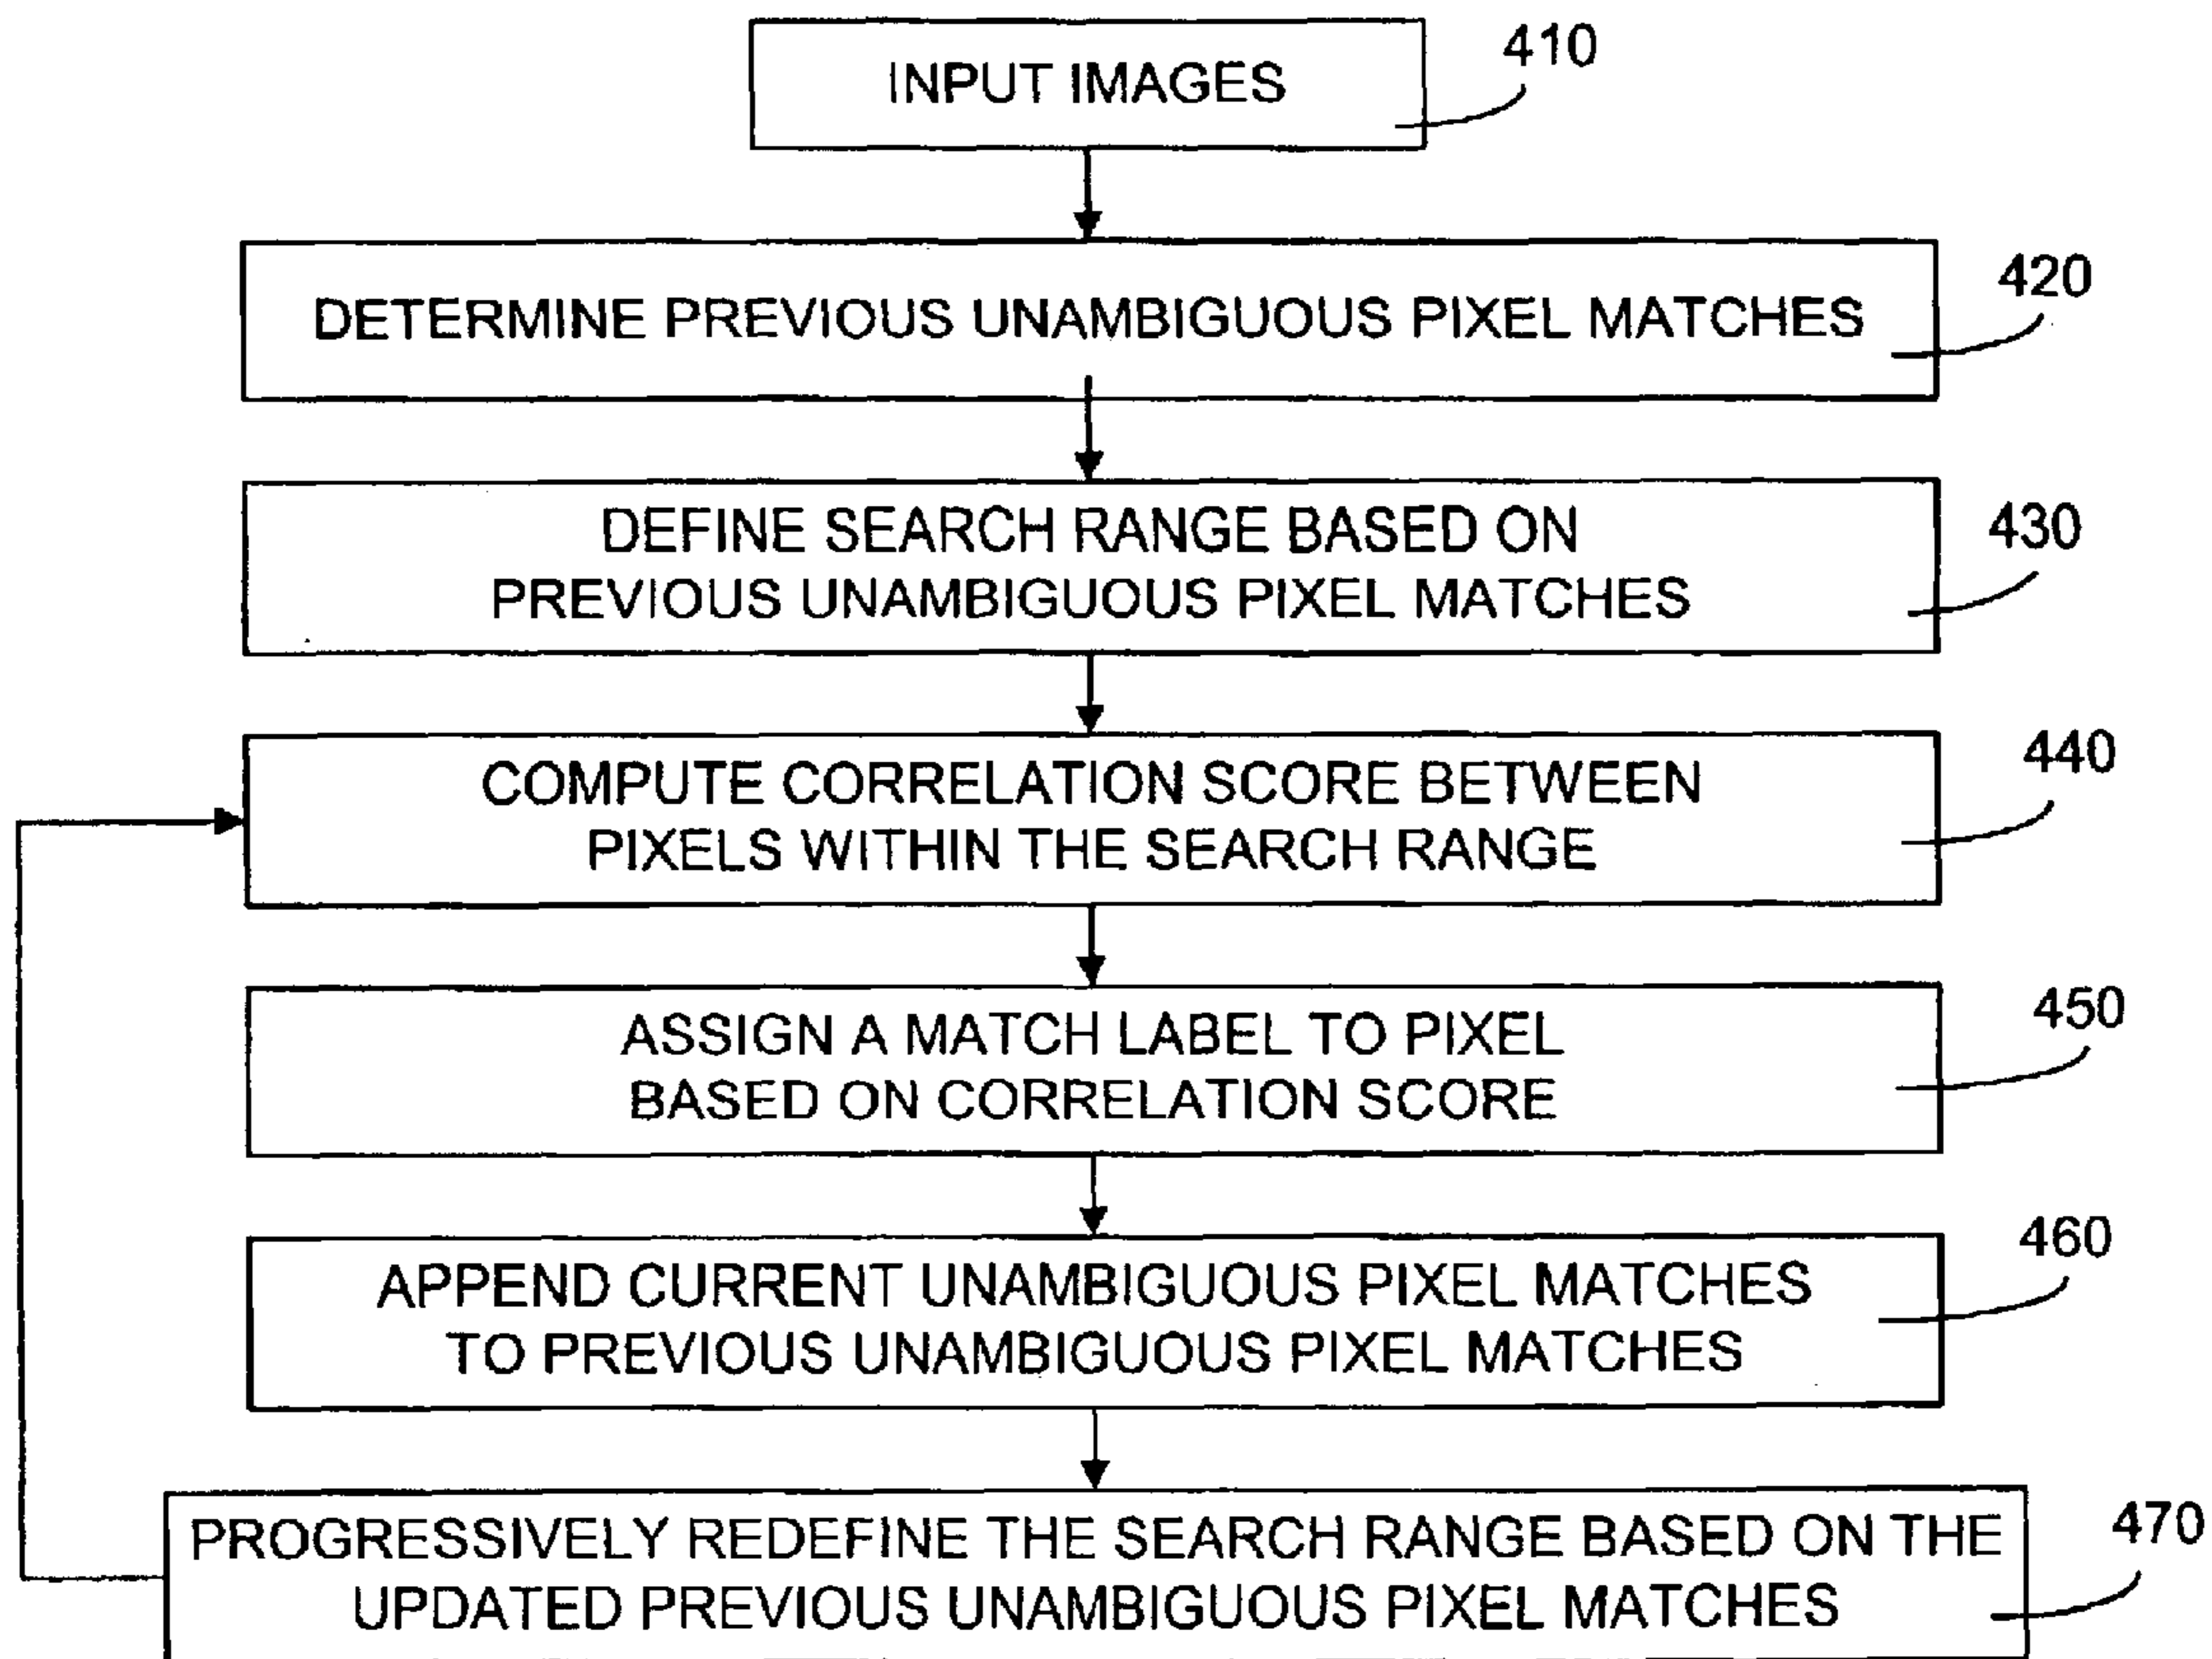 INPUT IMAGES
410
DETERMINE PREVIOUS UNAMBIGUOUS PIXEL MATCHES
420
DEFINE SEARCH RANGE BASED ON
PREVIOUS UNAMBIGUOUS PIXEL MATCHES
430
COMPUTE CORRELATION SCORE BETWEEN
PIXELS WITHIN THE SEARCH RANGE
440
ASSIGN A MATCH LABEL TO PIXEL
BASED ON CORRELATION SCORE
450
APPEND CURRENT UNAMBIGUOUS PIXEL MATCHES
TO PREVIOUS UNAMBIGUOUS PIXEL MATCHES
460
PROGRESSIVELY REDEFINE THE SEARCH RANGE BASED ON THE
UPDATED PREVIOUS UNAMBIGUOUS PIXEL MATCHES
470